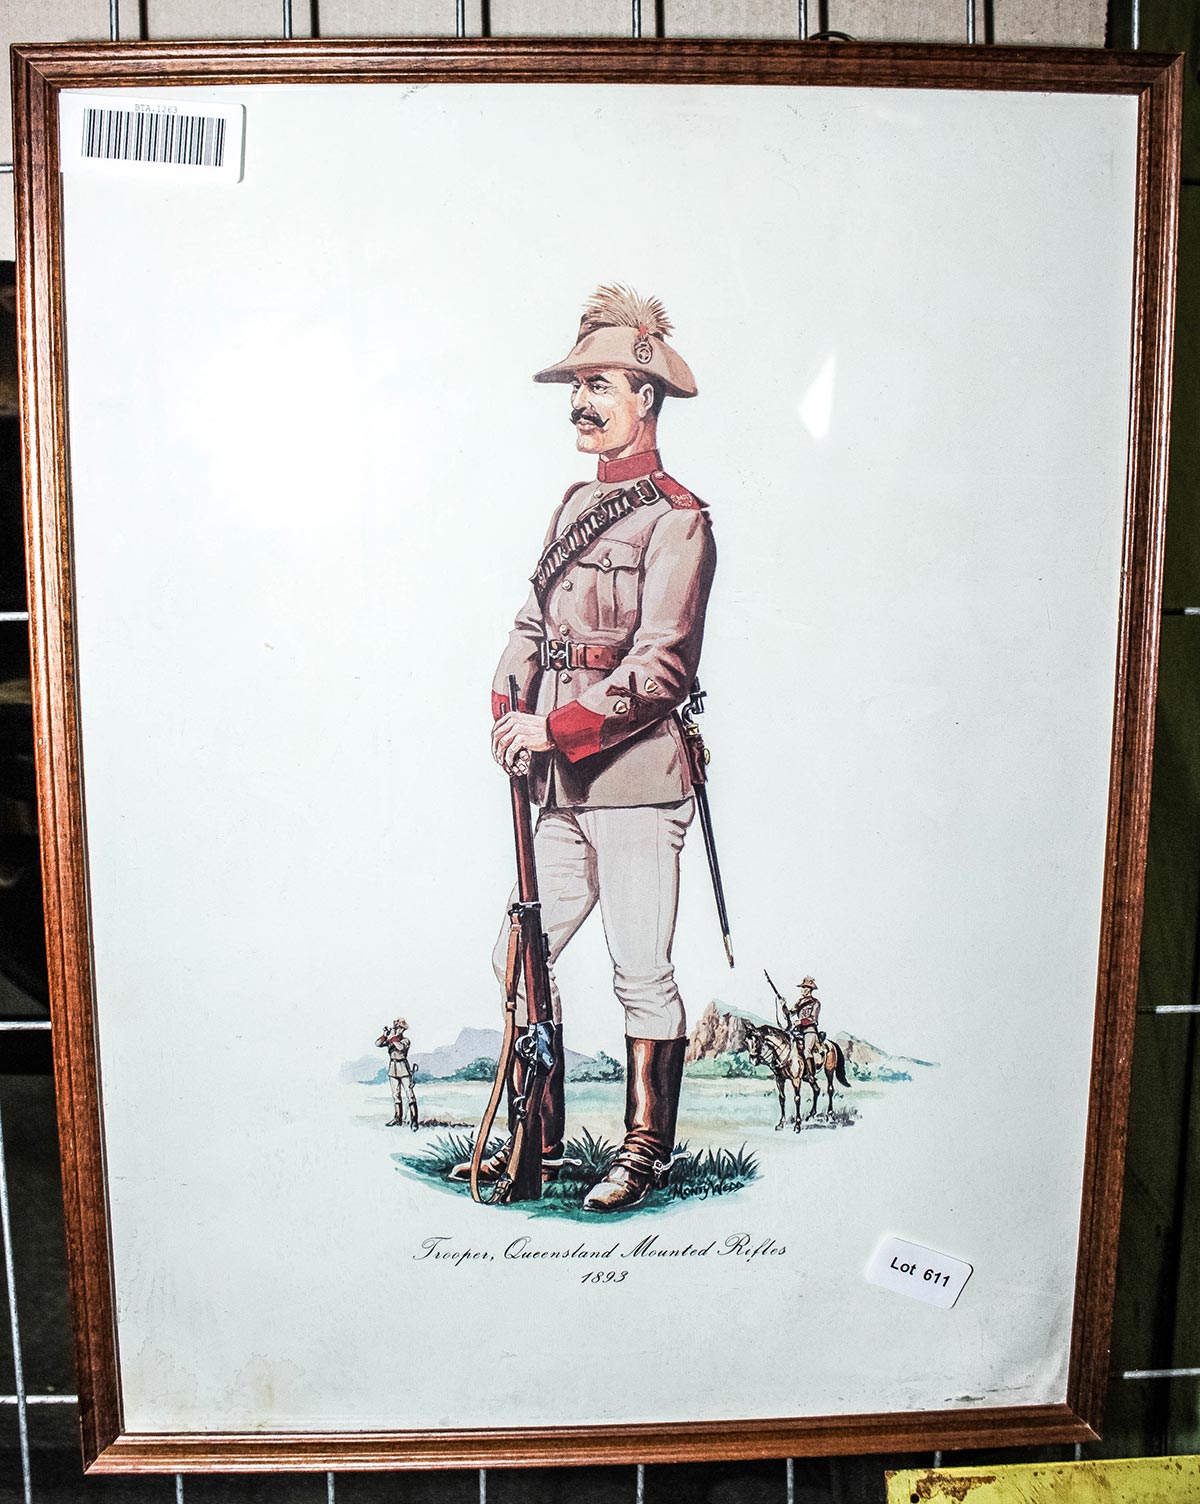 BTA.1263
Monty Wedd
Trooper, Queensland Mounted Rifles
1893
Lot 611